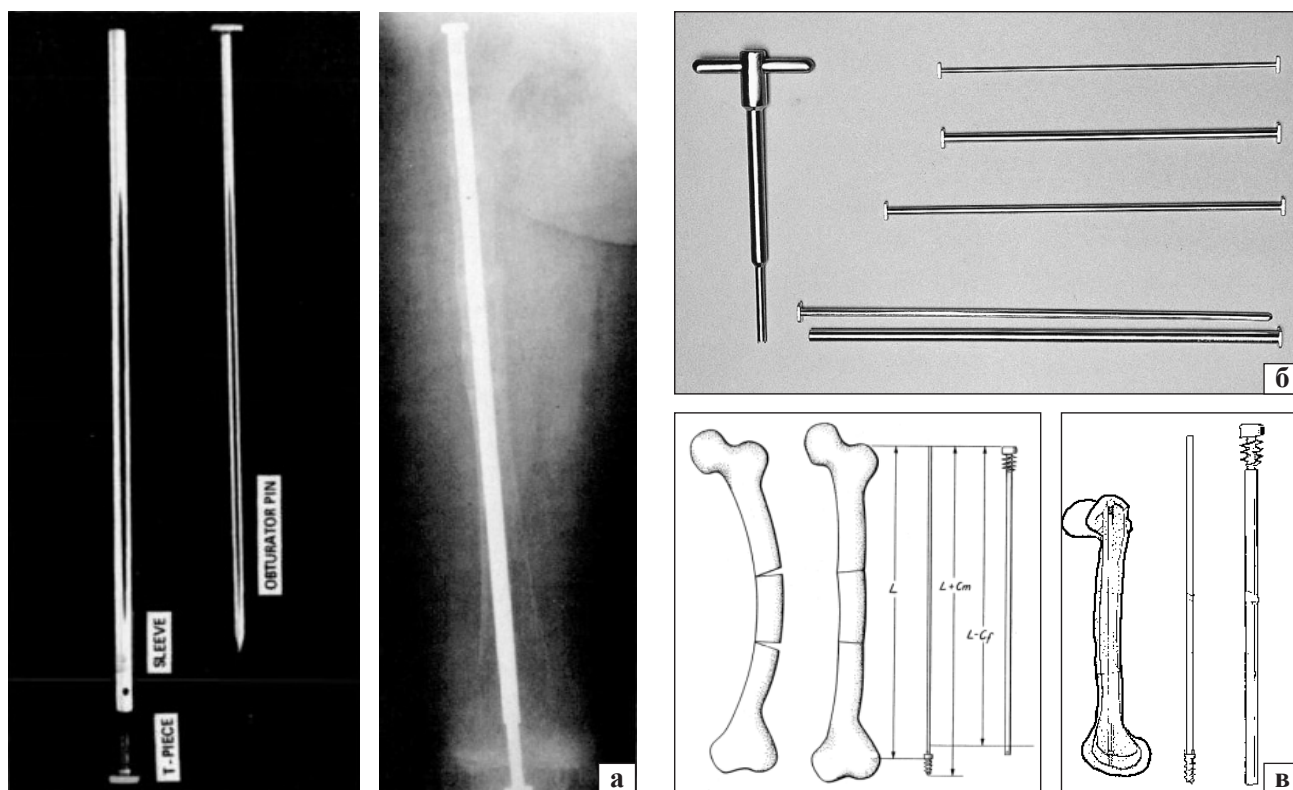 T-PIECE
SLEEVE
OBTURATOR PIN
а
б
L
L + Cm
L - Cf
в